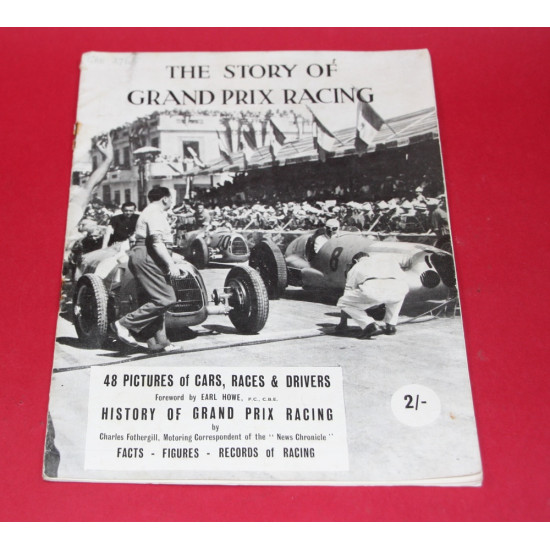 THE STORY OF
GRAND PRIX RACING
8
48 PICTURES of CARS, RACES & DRIVERS
Foreword by EARL HOWE, P.C., C.B.E.
HISTORY OF GRAND PRIX RACING
by
Charles Fothergill, Motoring Correspondent of the "News Chronicle"
FACTS - FIGURES - RECORDS of RACING
2/-